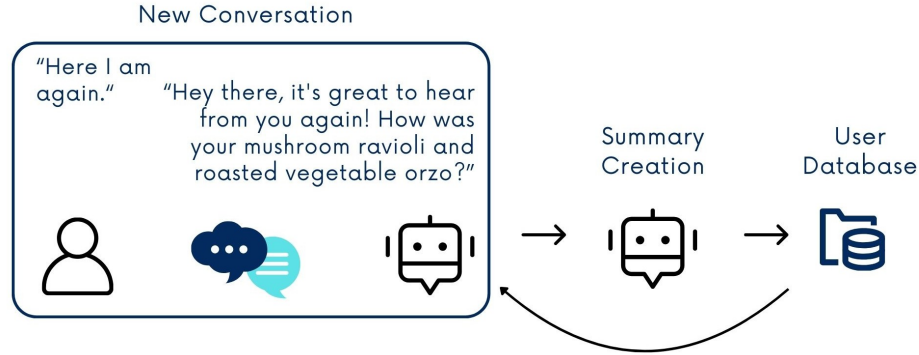 New Conversation
“Here I am
again.“
“Hey there, it's great to hear
from you again! How was
your mushroom ravioli and
roasted vegetable orzo?”
Summary
Creation
User
Database